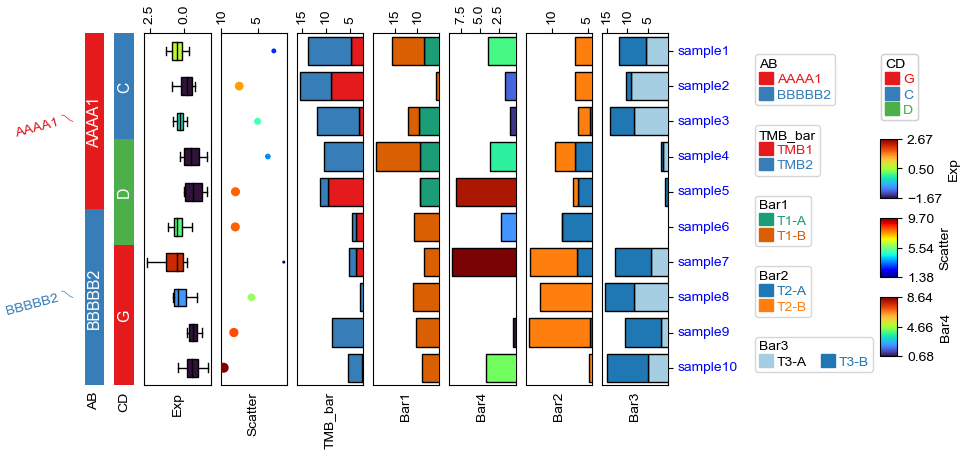 2.5 0.0
10 5
15 10 5
15 10 5
7.5 5.0 2.5
10 5
15 10 5
AAAA1
BBBBB2
AAAA1
BBBBB2
C
D
G
sample1
sample2
sample3
sample4
sample5
sample6
sample7
sample8
sample9
sample10
AB
CD
Exp
Scatter
TMB_bar
Bar1
Bar4
Bar2
Bar3
AB
AAAA1
BBBBB2
TMB_bar
TMB1
TMB2
Bar1
T1-A
T1-B
Bar2
T2-A
T2-B
Bar3
T3-A T3-B
CD
G
C
D
2.67
0.50
−1.67
Exp
9.70
5.54
1.38
Scatter
8.64
4.66
0.68
Bar4